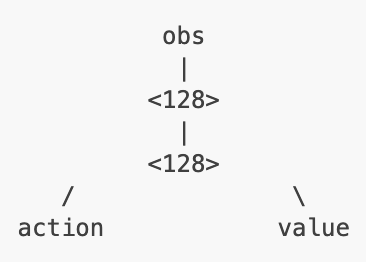 obs
|
<128>
|
<128>
/ \
action value